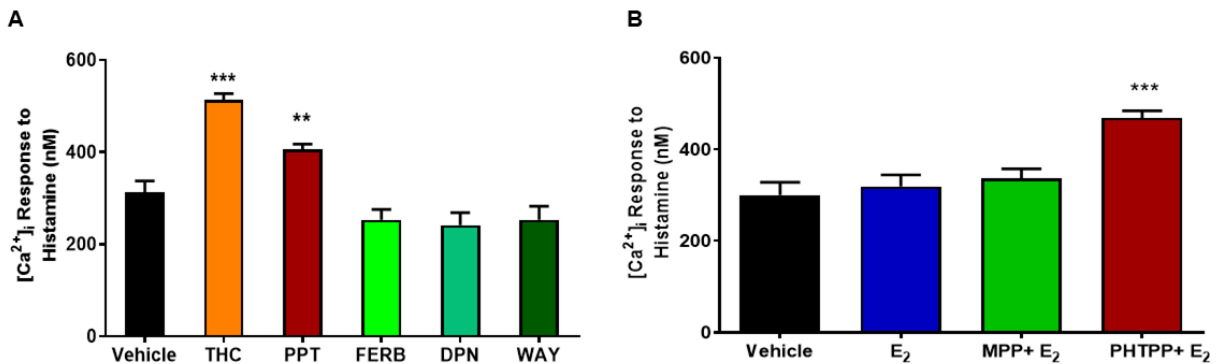 A
[Ca²⁺]ᵢ Response to
Histamine (nM)
600
400
200
0
***
**
Vehicle THC PPT FERB DPN WAY
B
[Ca²⁺]ᵢ Response to
Histamine (nM)
600
400
200
0
***
Vehicle E₂ MPP+ E₂ PHTPP+ E₂